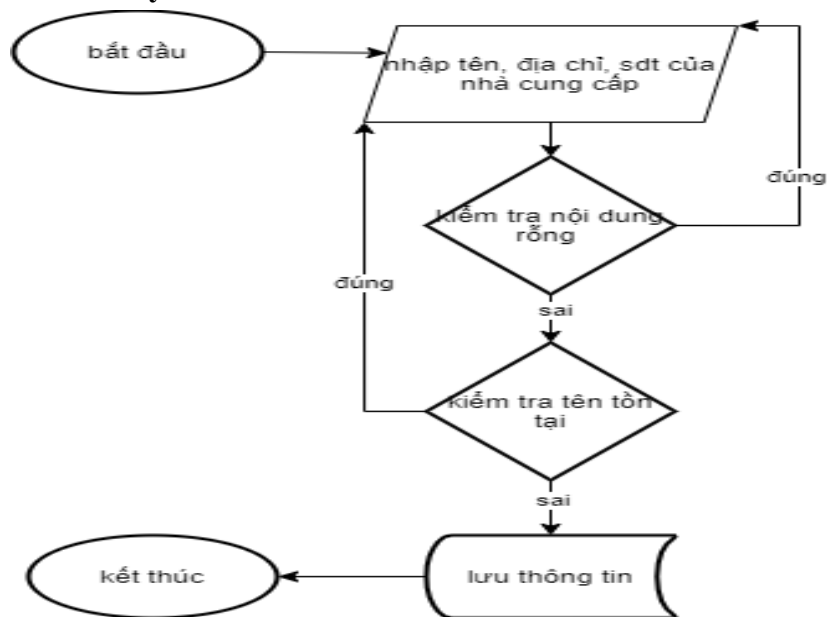 bắt đầu
nhập tên, địa chỉ, sdt của
nhà cung cấp
đúng
kiểm tra nội dung
rỗng
đúng
sai
kiểm tra tên tồn
tại
sai
kết thúc
lưu thông tin